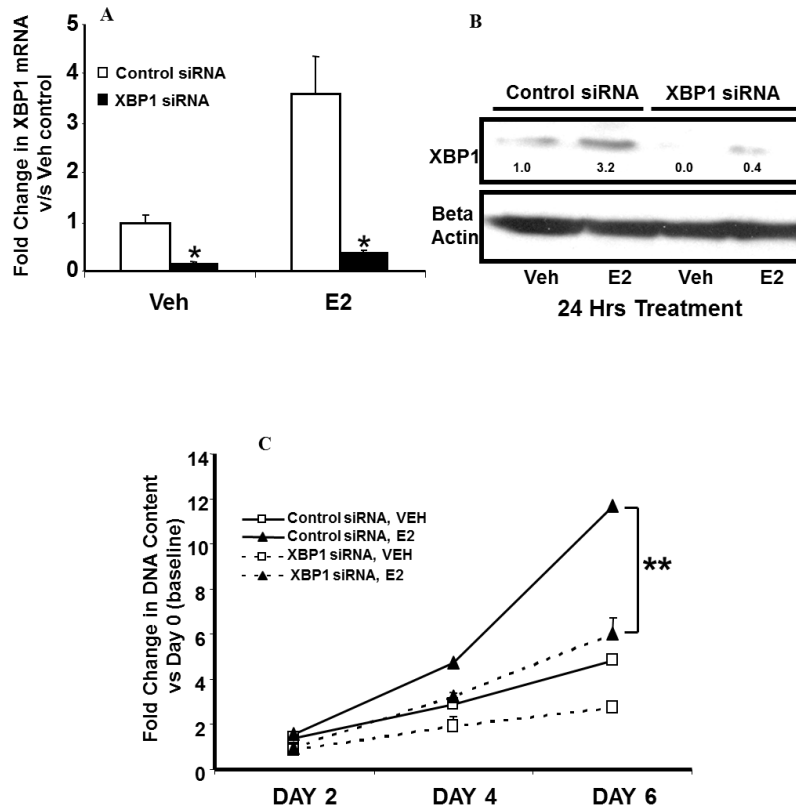 A
Fold Change in XBP1 mRNA
v/s Veh control
5
4
3
2
1
0
Control siRNA
XBP1 siRNA
*
*
Veh
E2
B
Control siRNA
XBP1 siRNA
XBP1
1.0
3.2
0.0
0.4
Beta
Actin
Veh
E2
Veh
E2
24 Hrs Treatment
C
Fold Change in DNA Content
vs Day 0 (baseline)
14
12
10
8
6
4
2
0
Control siRNA, VEH
Control siRNA, E2
XBP1 siRNA, VEH
XBP1 siRNA, E2
**
DAY 2
DAY 4
DAY 6